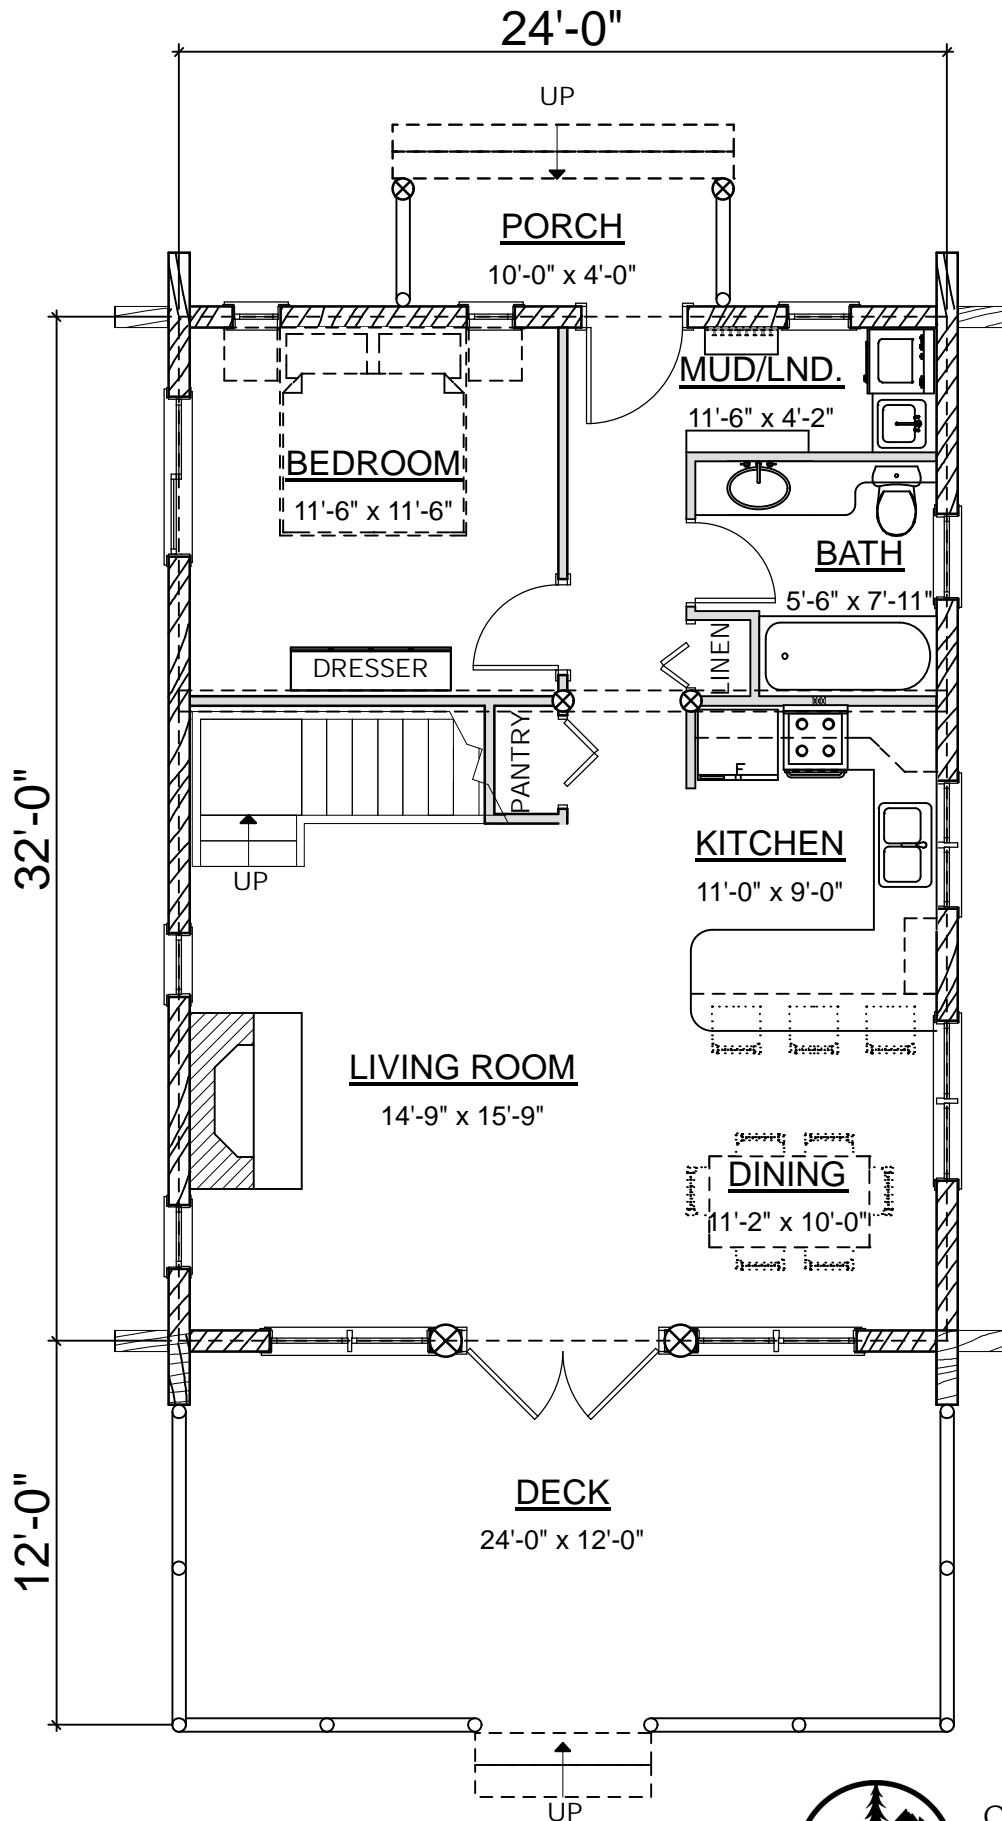 24'-0"
UP
PORCH
10'-0" x 4'-0"
MUD/LND.
11'-6" x 4'-2"
BEDROOM
11'-6" x 11'-6"
BATH
5'-6" x 7'-11"
DRESSER
LINEN
PANTRY
F
32'-0"
UP
KITCHEN
11'-0" x 9'-0"
LIVING ROOM
14'-9" x 15'-9"
DINING
11'-2" x 10'-0"
12'-0"
DECK
24'-0" x 12'-0"
UP